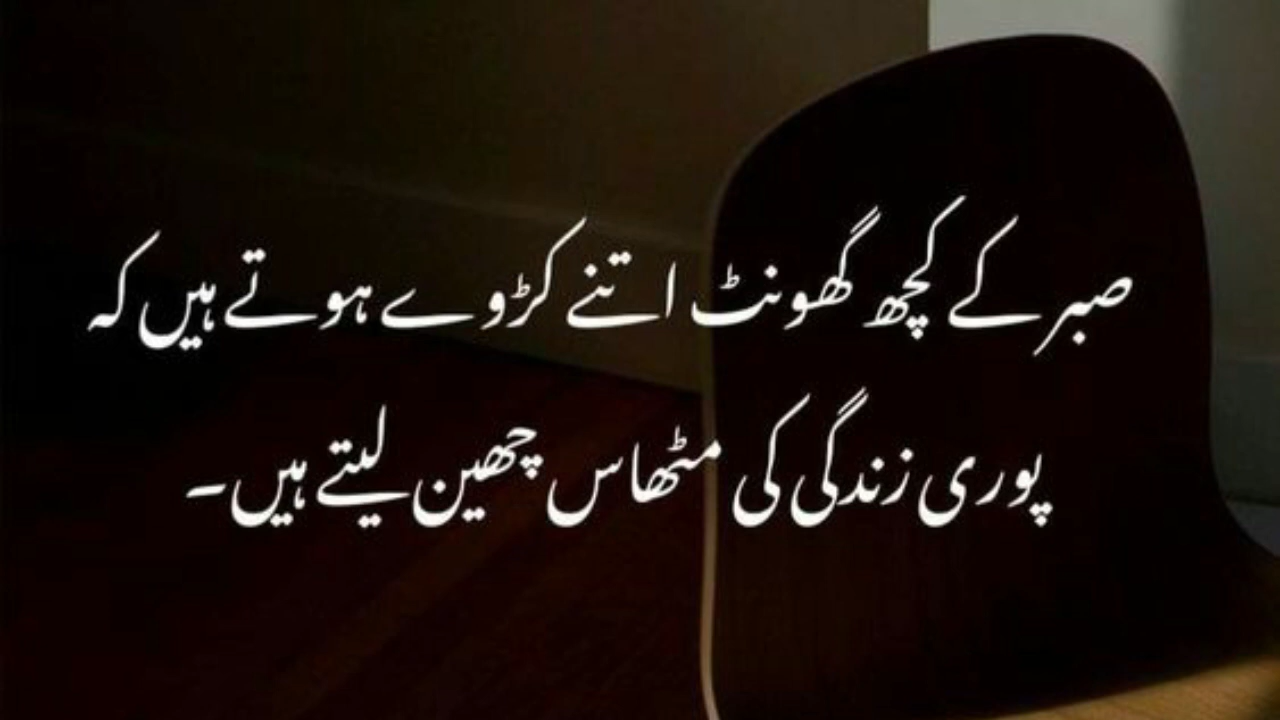 صبر کے کچھ گھونٹ اتنے کڑوے ہوتے ہیں کہ
پوری زندگی کی مٹھاس چھین لیتے ہیں۔